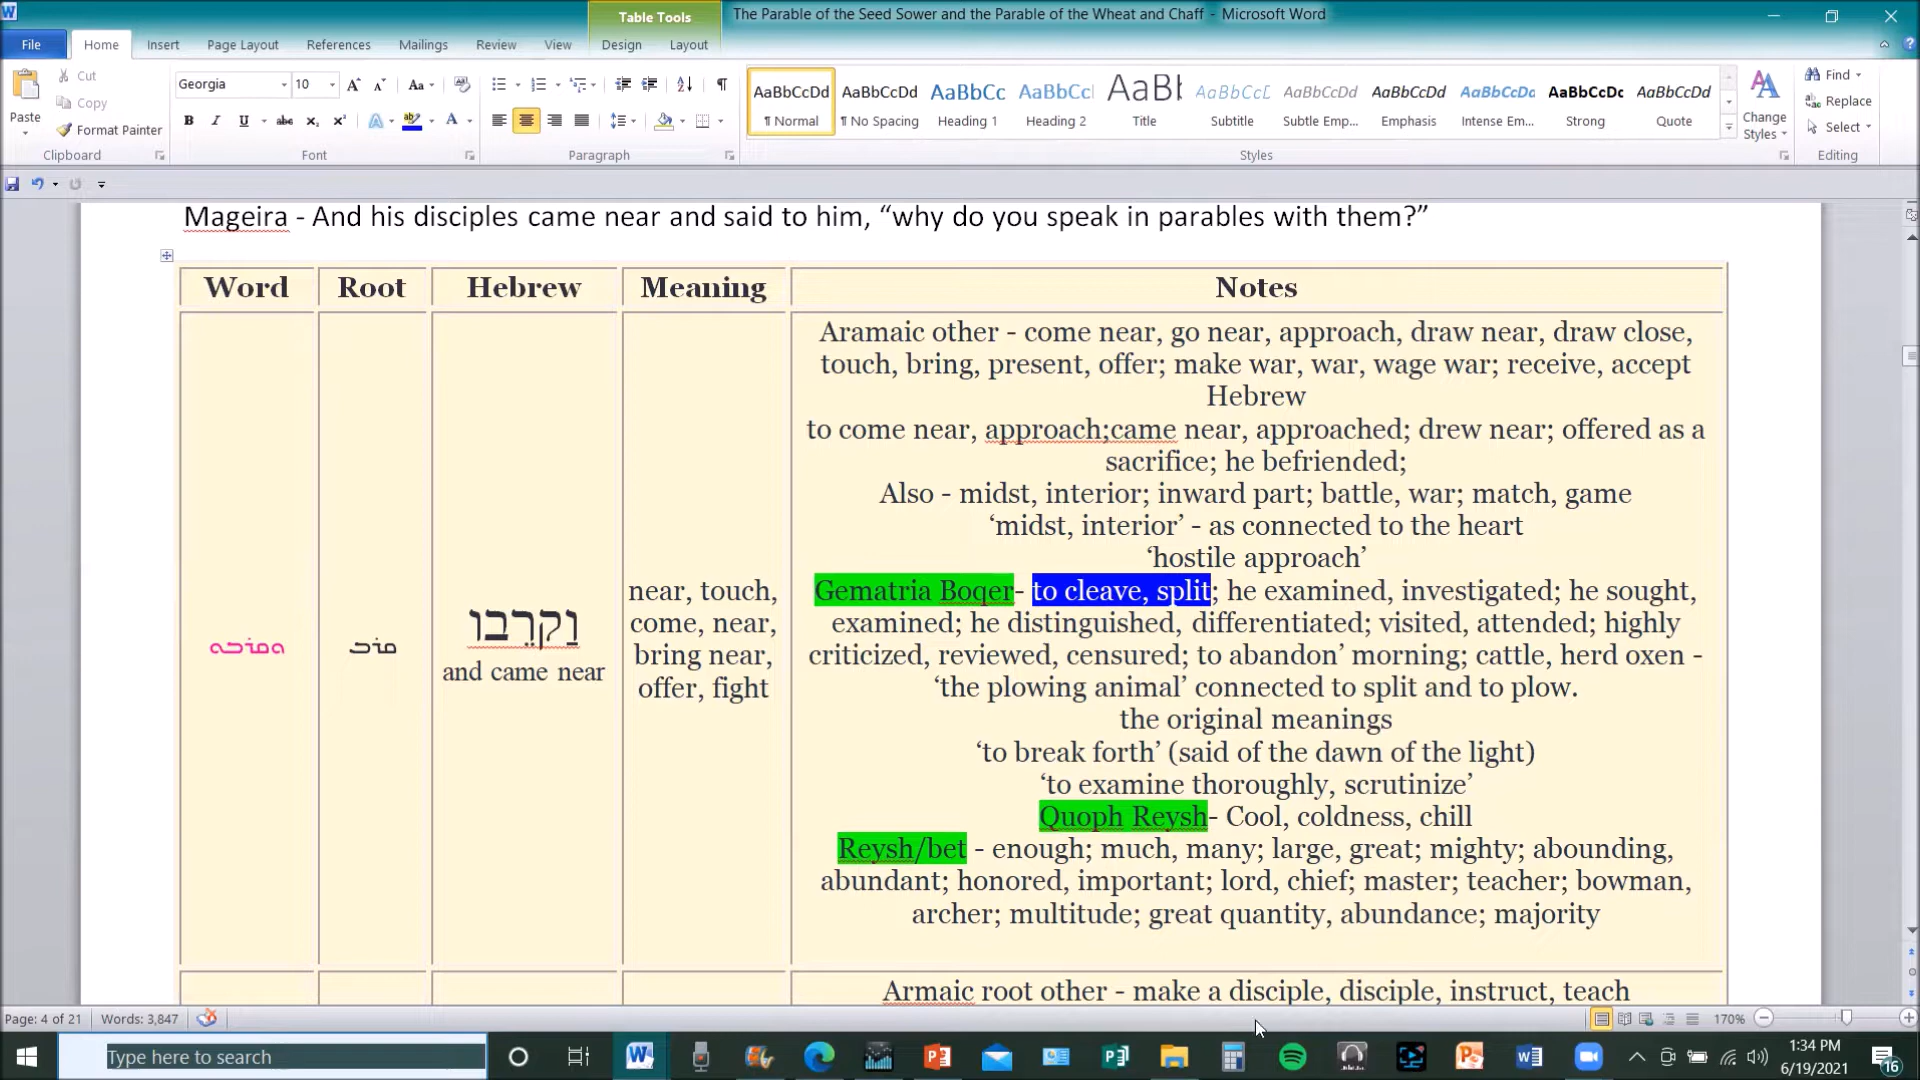 Table Tools
The Parable of the Seed Sower and the Parable of the Wheat and Chaff - Microsoft Word
File Home Insert Page Layout References Mailings Review View Design Layout
Paste
Cut
Copy
Format Painter
Clipboard
Georgia 10
Font
Paragraph
AaBbCcDd AaBbCcDd AaBbCc AaBbCcI AaBI AaBbCcL AaBbCcDd AaBbCcDd AaBbCcDd AaBbCcDc AaBbCcDd
¶ Normal ¶ No Spacing Heading 1 Heading 2 Title Subtitle Subtle Emp... Emphasis Intense Em... Strong Quote
Styles
Change Styles
Find
Replace
Select
Editing
Mageira - And his disciples came near and said to him, “why do you speak in parables with them?”
Word Root Hebrew Meaning Notes
ܘܩܪܒܘ
ܩܪܒ
וַקרֵבו
and came near
near, touch,
come, near,
bring near,
offer, fight
Aramaic other - come near, go near, approach, draw near, draw close,
touch, bring, present, offer; make war, war, wage war; receive, accept
Hebrew
to come near, approach;came near, approached; drew near; offered as a
sacrifice; he befriended;
Also - midst, interior; inward part; battle, war; match, game
‘midst, interior’ - as connected to the heart
‘hostile approach’
Gematria Boqer- to cleave, split; he examined, investigated; he sought,
examined; he distinguished, differentiated; visited, attended; highly
criticized, reviewed, censured; to abandon’ morning; cattle, herd oxen -
‘the plowing animal’ connected to split and to plow.
the original meanings
‘to break forth’ (said of the dawn of the light)
‘to examine thoroughly, scrutinize’
Quoph Reysh- Cool, coldness, chill
Reysh/bet - enough; much, many; large, great; mighty; abounding,
abundant; honored, important; lord, chief; master; teacher; bowman,
archer; multitude; great quantity, abundance; majority
Armaic root other - make a disciple, disciple, instruct, teach
Page: 4 of 21 Words: 3,847 170%
Type here to search
1:34 PM
6/19/2021
16